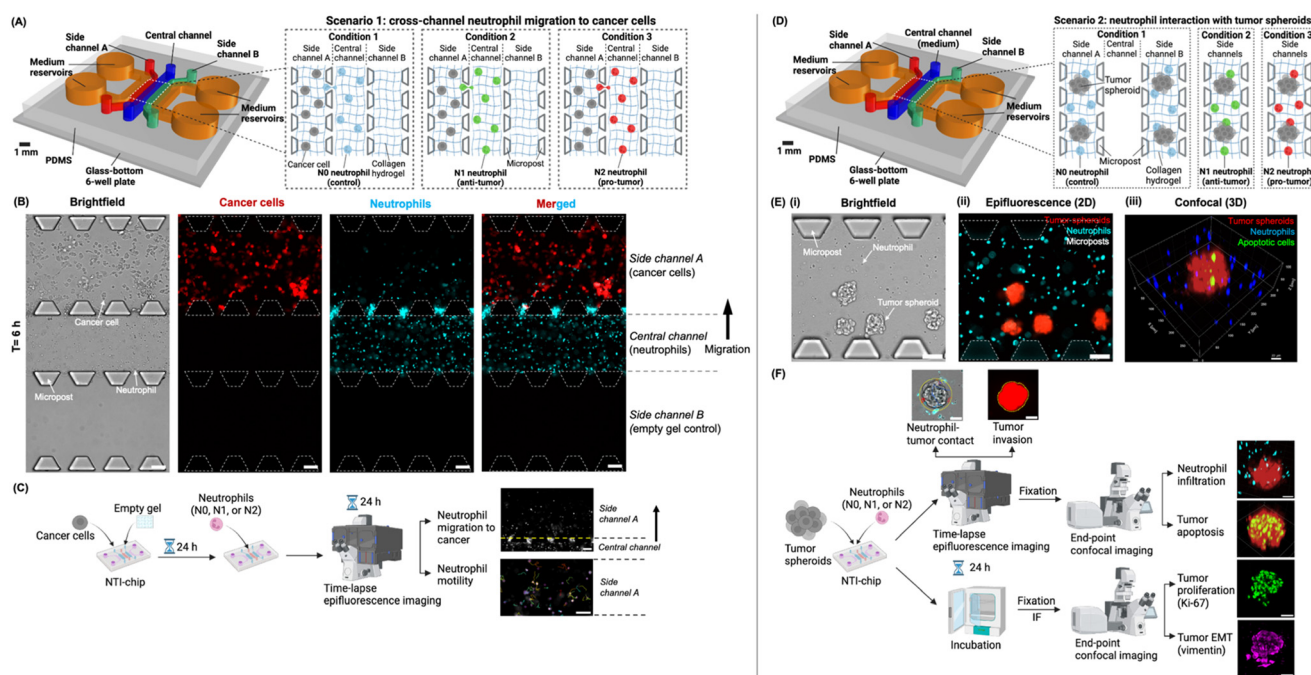 (A)
Scenario 1: cross-channel neutrophil migration to cancer cells
Side
channel A
Central channel
Side
channel B
Medium
reservoirs
Medium
reservoirs
1 mm
PDMS
Glass-bottom
6-well plate
Condition 1
Side
channel A
Central
channel
Side
channel B
Cancer cell
N0 neutrophil
(control)
Collagen
hydrogel
Condition 2
Side
channel A
Central
channel
Side
channel B
N1 neutrophil
(anti-tumor)
Micropost
Condition 3
Side
channel A
Central
channel
Side
channel B
N2 neutrophil
(pro-tumor)
(B)
Brightfield
Cancer cells
Neutrophils
Merged
T= 6 h
Cancer cell
Micropost
Neutrophil
Side channel A
(cancer cells)
Central channel
(neutrophils)
Migration
Side channel B
(empty gel control)
(C)
Cancer cells
Empty gel
NTI-chip
24 h
Neutrophils
(N0, N1, or N2)
24 h
Time-lapse
epifluorescence imaging
Neutrophil
migration to
cancer
Neutrophil
motility
Side
channel A
Central channel
Side
channel A
(D)
Scenario 2: neutrophil interaction with tumor spheroids
Side
channel A
Central channel
(medium)
Side
channel B
Medium
reservoirs
Medium
reservoirs
1 mm
PDMS
Glass-bottom
6-well plate
Condition 1
Side
channel A
Central
channel
Side
channel B
Tumor
spheroid
Micropost
N0 neutrophil
(control)
Collagen
hydrogel
Condition 2
Side
channels
N1 neutrophil
(anti-tumor)
Condition 3
Side
channels
N2 neutrophil
(pro-tumor)
(E) (i)
Brightfield
Micropost
Neutrophil
Tumor spheroid
(ii)
Epifluorescence (2D)
Tumor spheroids
Neutrophils
Microposts
(iii)
Confocal (3D)
Tumor spheroids
Neutrophils
Apoptotic cells
(F)
Neutrophil-
tumor contact
Tumor
invasion
Tumor
spheroids
Neutrophils
(N0, N1, or N2)
NTI-chip
Time-lapse
epifluorescence imaging
24 h
Incubation
Fixation
End-point
confocal imaging
Neutrophil
infiltration
Tumor
apoptosis
Fixation
IF
End-point
confocal imaging
Tumor
proliferation
(Ki-67)
Tumor EMT
(vimentin)